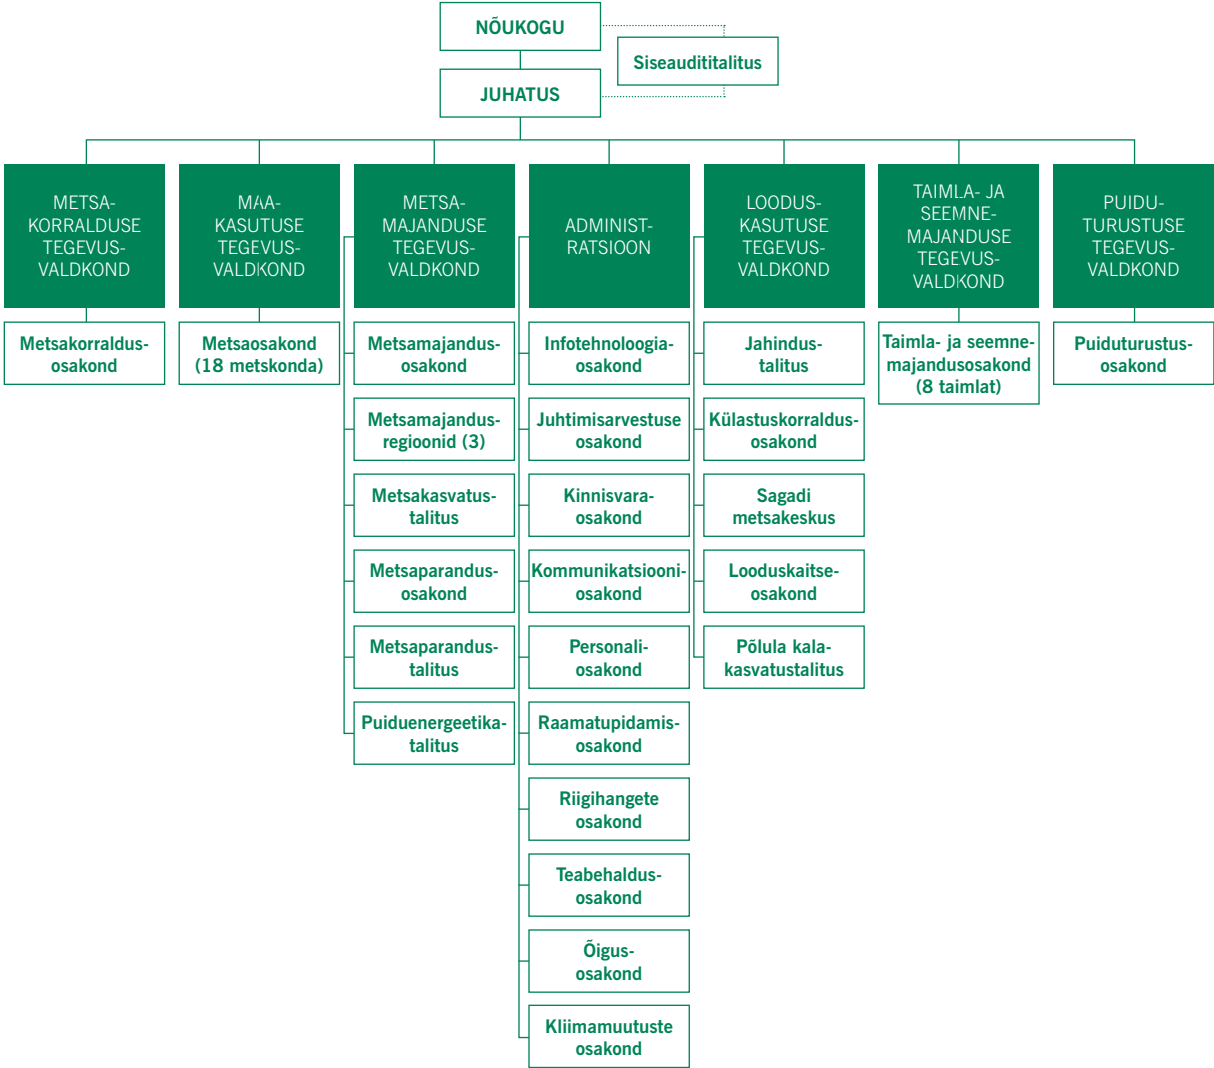 NÕUKOGU
Siseaudititalitus
JUHATUS
METSA-
KORRALDUSE
TEGEVUS-
VALDKOND
Metsakorraldus-
osakond
MAA-
KASUTUSE
TEGEVUS-
VALDKOND
Metsaosakond
(18 metskonda)
METSA-
MAJANDUSE
TEGEVUS-
VALDKOND
Metsamajandus-
osakond
Metsamajandus-
regioonid (3)
Metsakasvatus-
talitus
Metsaparandus-
osakond
Metsaparandus-
talitus
Puiduenergeetika-
talitus
ADMINIST-
RATSIOON
Infotehnoloogia-
osakond
Juhtimisarvestuse
osakond
Kinnisvara-
osakond
Kommunikatsiooni-
osakond
Personali-
osakond
Raamatupidamis-
osakond
Riigihangete
osakond
Teabehaldus-
osakond
Õigus-
osakond
Kliimamuutuste
osakond
LOODUS-
KASUTUSE
TEGEVUS-
VALDKOND
Jahindus-
talitus
Külastuskorraldus-
osakond
Sagadi
metsakeskus
Looduskaitse-
osakond
Põlula kala-
kasvatustalitus
TAIMLA- JA
SEEMNE-
MAJANDUSE
TEGEVUS-
VALDKOND
Taimla- ja seemne-
majandusosakond
(8 taimlat)
PUIDU-
TURUSTUSE
TEGEVUS-
VALDKOND
Puiduturustus-
osakond